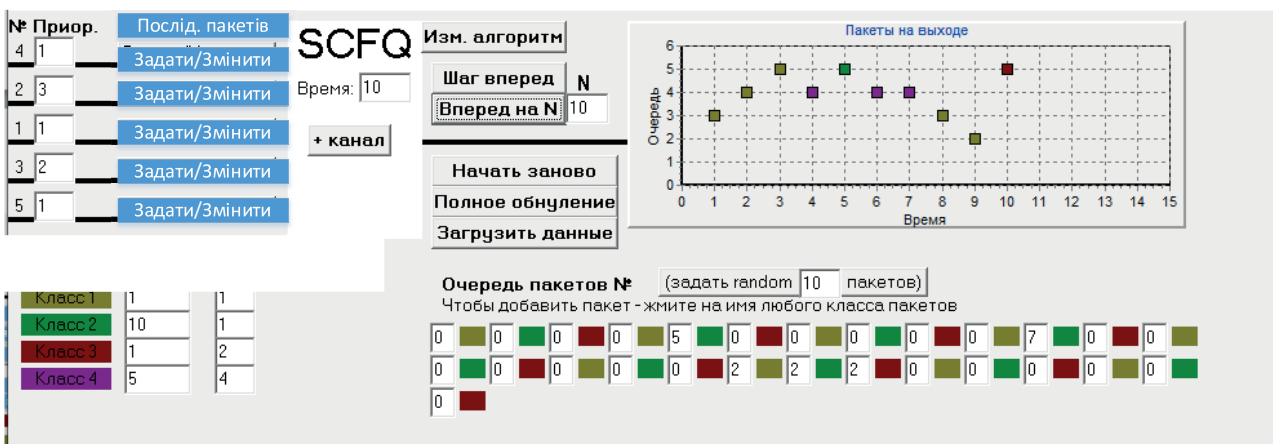 № Приор. Послід. пакетів
4 1 Задати/Змінити
2 3 Задати/Змінити
1 1 Задати/Змінити
3 2 Задати/Змінити
5 1 Задати/Змінити
SCFQ
Время: 10
+ канал
Изм. алгоритм
Шаг вперед N
Вперед на N 10
Начать заново
Полное обнуление
Загрузить данные
Пакеты на выходе
Очередь
6
5
4
3
2
1
0
0 1 2 3 4 5 6 7 8 9 10 11 12 13 14 15
Время
Класс 1 1 1
Класс 2 10 1
Класс 3 1 2
Класс 4 5 4
Очередь пакетов № (задать random 10 пакетов)
Чтобы добавить пакет - жмите на имя любого класса пакетов
0 0 0 0 5 0 0 0 0 0 7 0 0
0 0 0 0 0 2 2 2 0 0 0 0 0
0